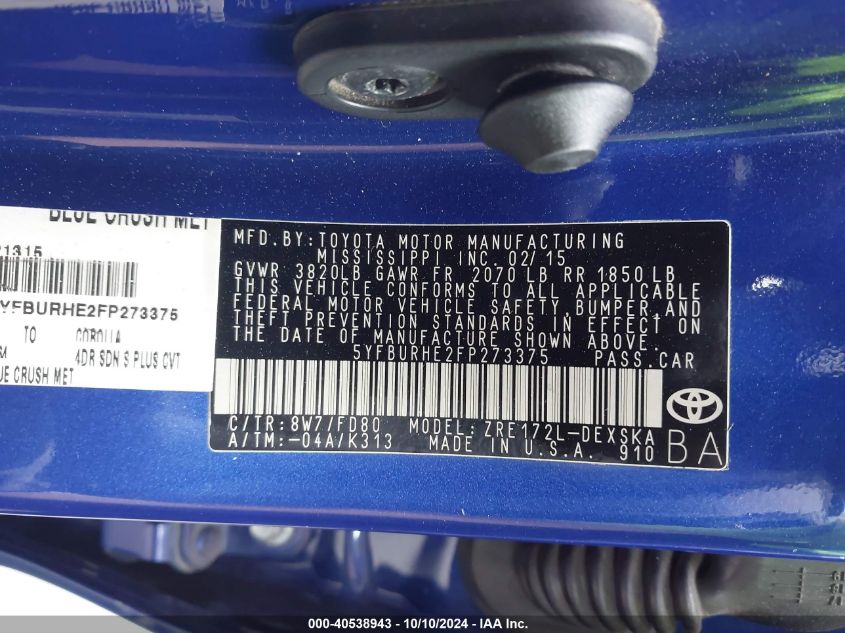 BLUE CRUSH MET
21315
YFBURHE2FP273375
TO COROLLA
4DR SDN S PLUS CVT
UE CRUSH MET
MFD. BY: TOYOTA MOTOR MANUFACTURING
MISSISSIPPI INC. 02/15
GVWR 3820LB GAWR FR 2070 LB RR 1850 LB
THIS VEHICLE CONFORMS TO ALL APPLICABLE
FEDERAL MOTOR VEHICLE SAFETY, BUMPER, AND
THEFT PREVENTION STANDARDS IN EFFECT ON
THE DATE OF MANUFACTURE SHOWN ABOVE.
5YFBURHE2FP273375 PASS. CAR
C/TR: 8W7/FD80 MODEL: ZRE172L-DEXSKA
A/TM: -04A/K313 MADE IN U.S.A. 910
BA
000-40538943 - 10/10/2024 - IAA Inc.